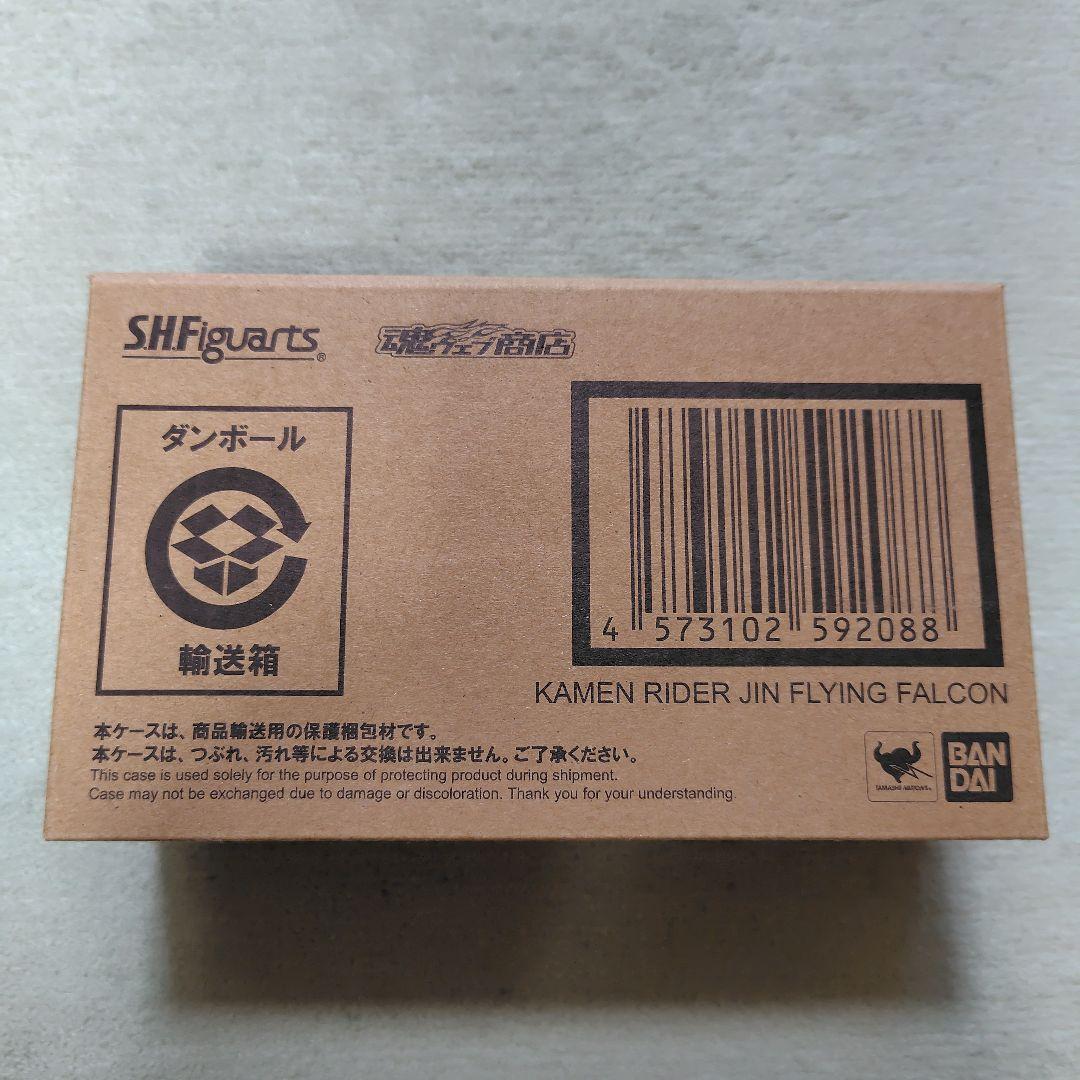 S.H.Figuarts®
魂ウェブ商店
ダンボール
輸送箱
4 573102 592088
KAMEN RIDER JIN FLYING FALCON
本ケースは、商品輸送用の保護梱包材です。
本ケースは、つぶれ、汚れ等による交換は出来ません。ご了承ください。
This case is used solely for the purpose of protecting product during shipment.
Case may not be exchanged due to damage or discoloration. Thank you for your understanding.
TAMASHII NATIONS
BAN
DAI